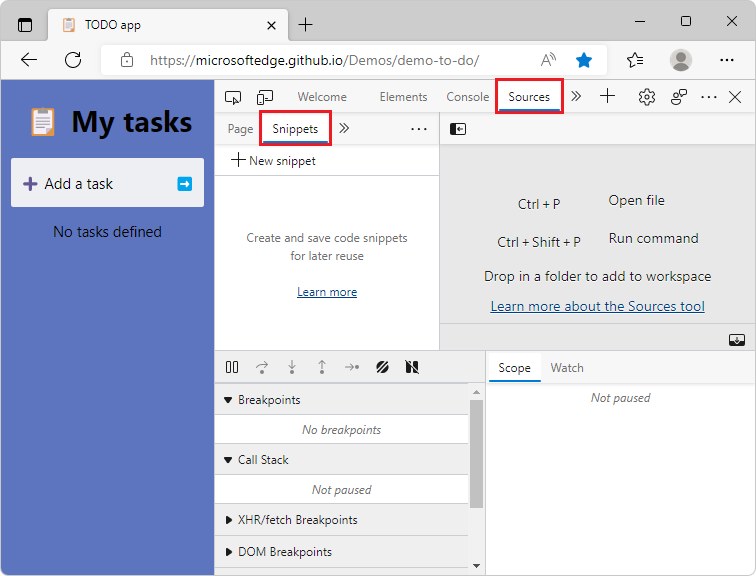 TODO app
https://microsoftedge.github.io/Demos/demo-to-do/
My tasks
Add a task
No tasks defined
Welcome Elements Console Sources
Page Snippets
New snippet
Create and save code snippets
for later reuse
Learn more
Ctrl + P Open file
Ctrl + Shift + P Run command
Drop in a folder to add to workspace
Learn more about the Sources tool
Breakpoints
No breakpoints
Call Stack
Not paused
XHR/fetch Breakpoints
DOM Breakpoints
Scope Watch
Not paused